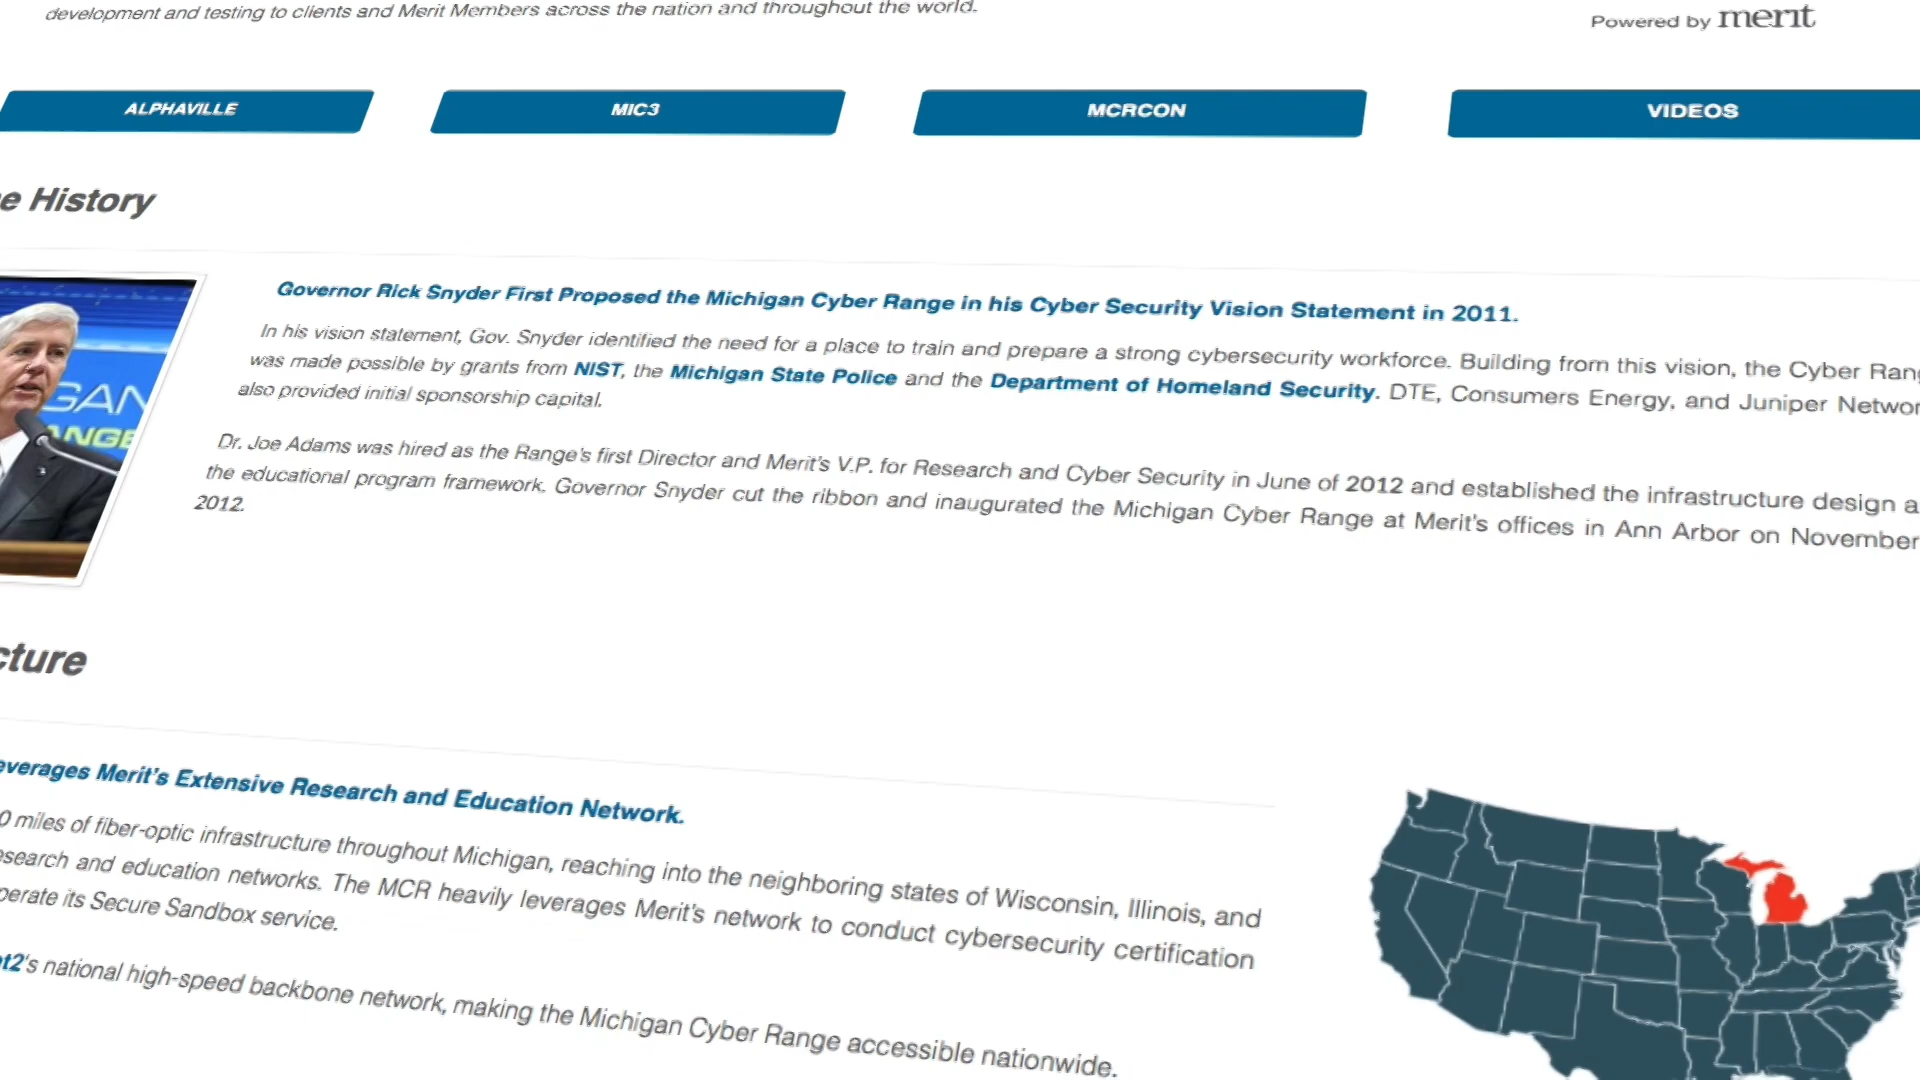 development and testing to clients and Merit Members across the nation and throughout the world.
Powered by merit
ALPHAVILLE
MIC3
MCRCON
VIDEOS
History
Governor Rick Snyder First Proposed the Michigan Cyber Range in his Cyber Security Vision Statement in 2011.
In his vision statement, Gov. Snyder identified the need for a place to train and prepare a strong cybersecurity workforce. Building from this vision, the Cyber
was made possible by grants from NIST, the Michigan State Police and the Department of Homeland Security. DTE, Consumers Energy, and Juniper
also provided initial sponsorship capital.
Dr. Joe Adams was hired as the Range's first Director and Merit's V.P. for Research and Cyber Security in June of 2012 and established the infrastructure design
the educational program framework. Governor Snyder cut the ribbon and inaugurated the Michigan Cyber Range at Merit's offices in Ann Arbor on November
2012.
cture
everages Merit's Extensive Research and Education Network.
0 miles of fiber-optic infrastructure throughout Michigan, reaching into the neighboring states of Wisconsin, Illinois, and
esearch and education networks. The MCR heavily leverages Merit's network to conduct cybersecurity certification
perate its Secure Sandbox service.
et2's national high-speed backbone network, making the Michigan Cyber Range accessible nationwide.